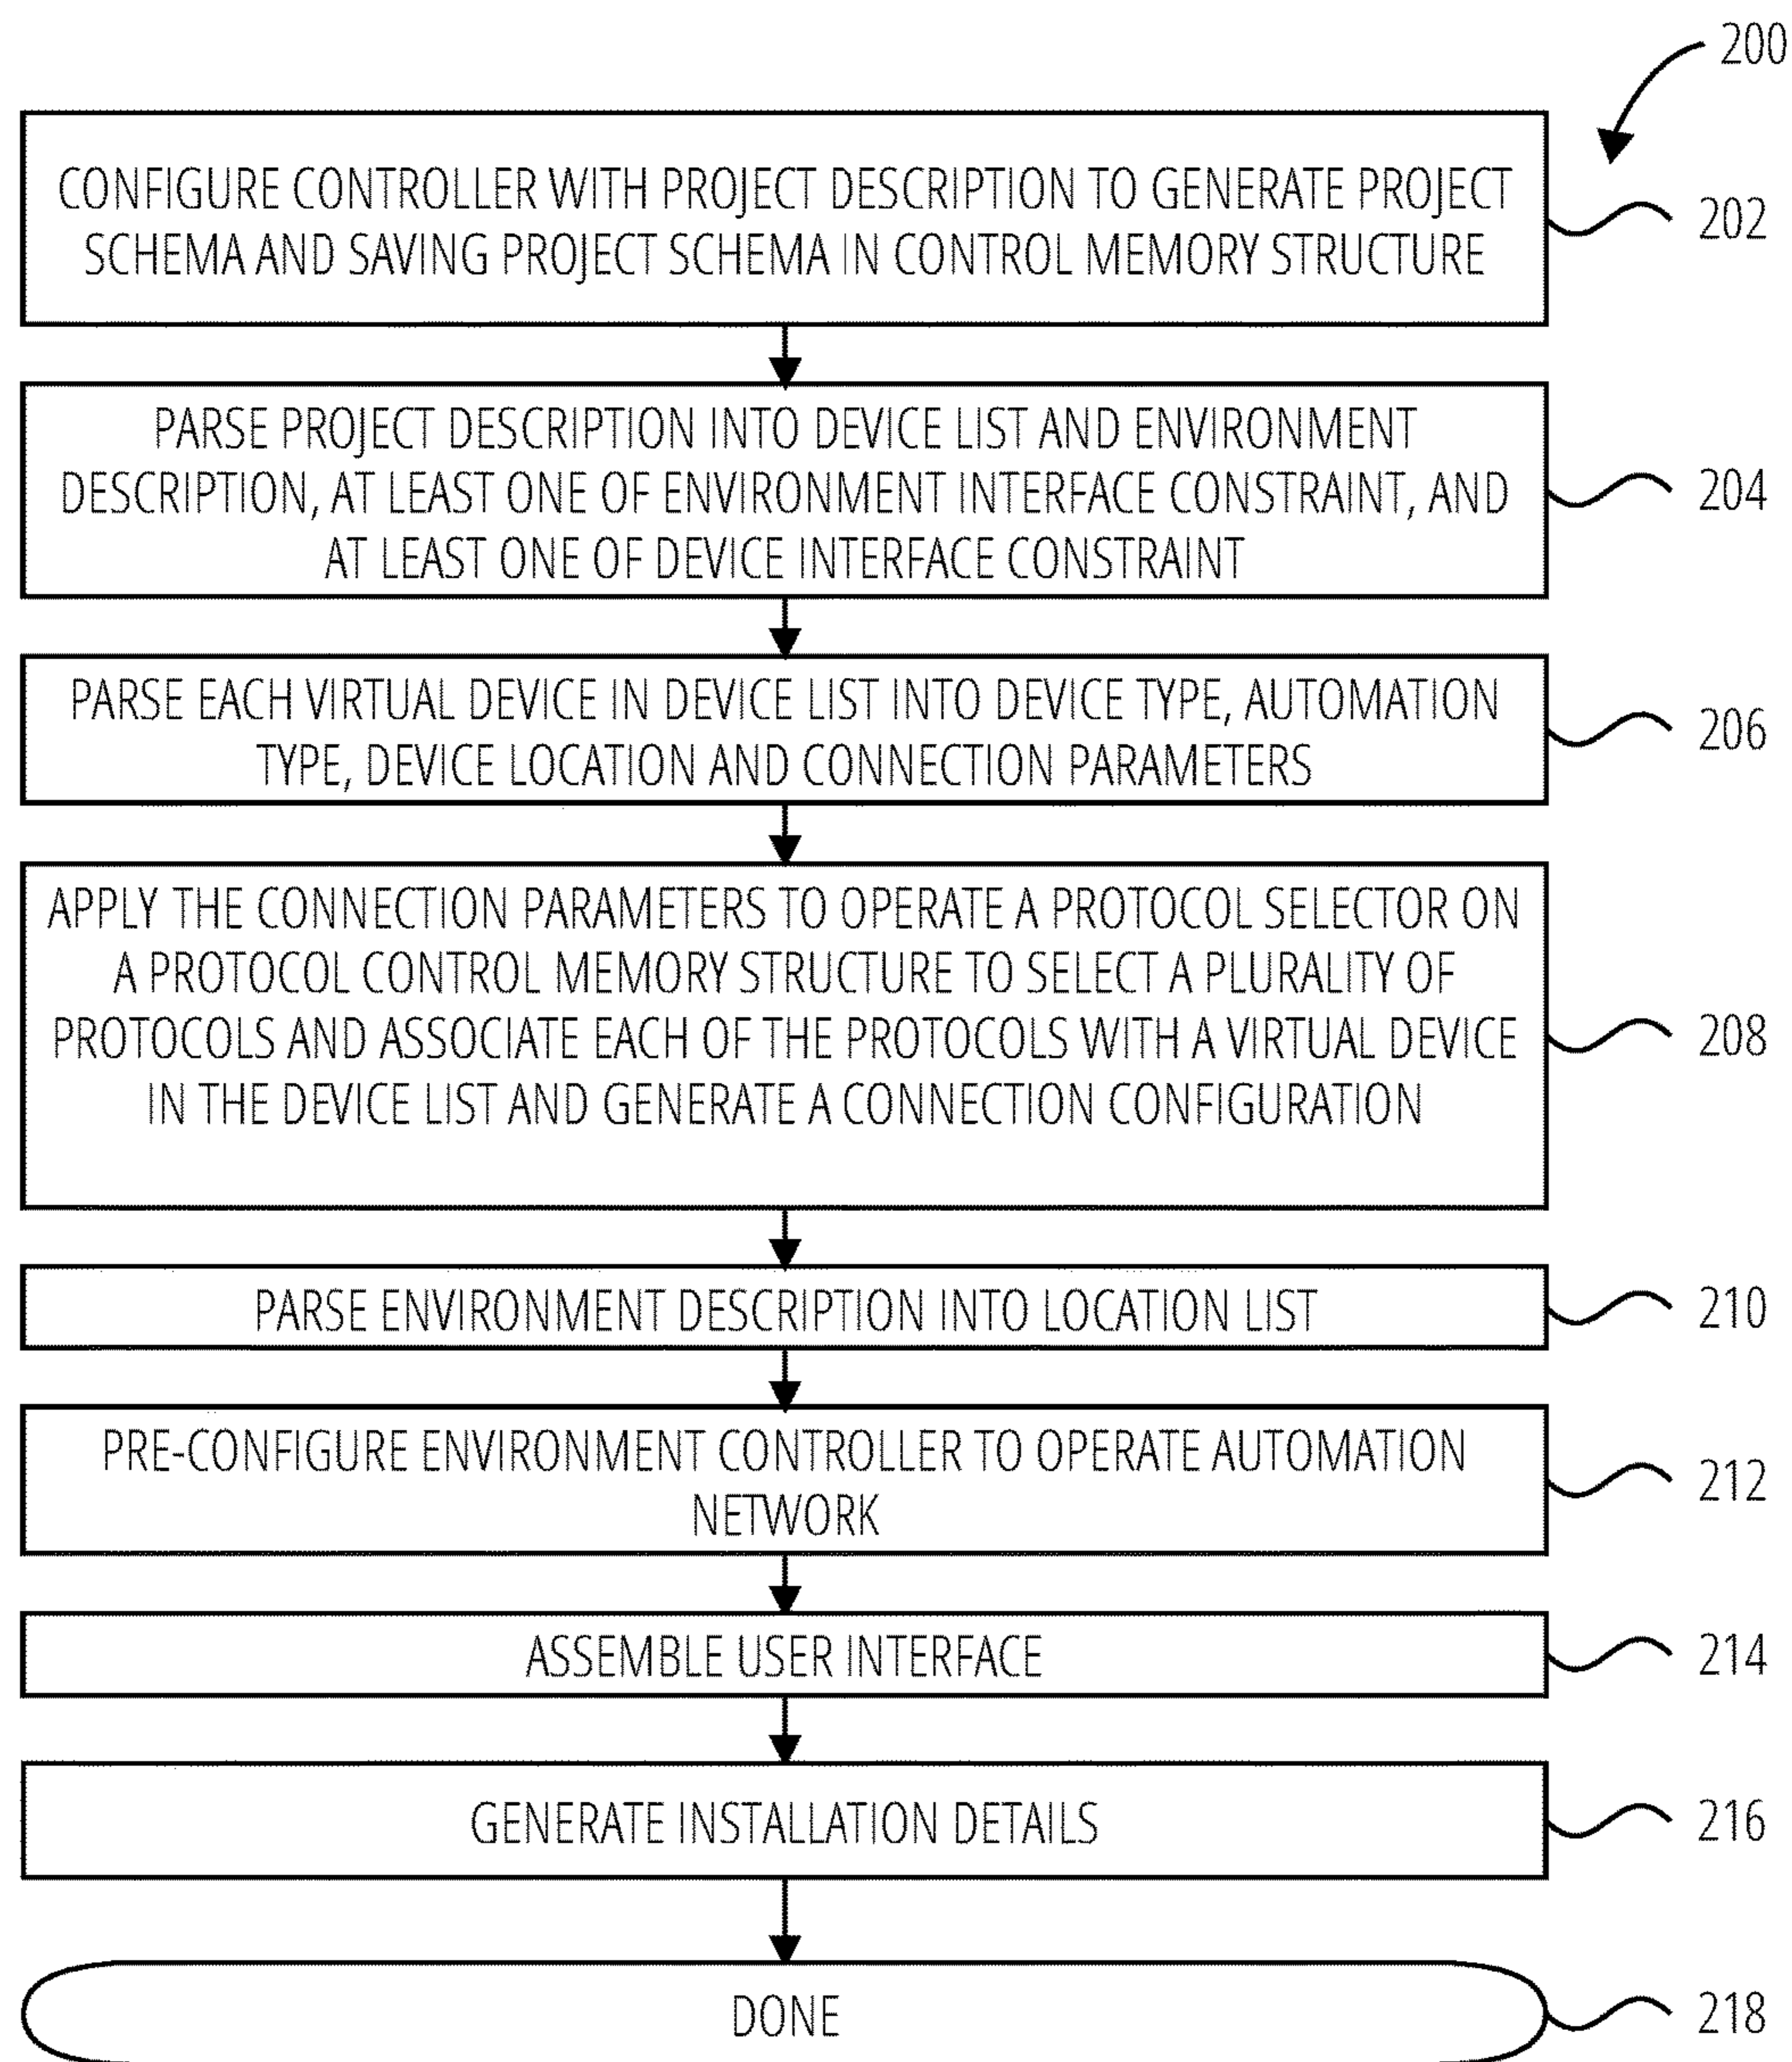 200
CONFIGURE CONTROLLER WITH PROJECT DESCRIPTION TO GENERATE PROJECT
SCHEMA AND SAVING PROJECT SCHEMA IN CONTROL MEMORY STRUCTURE
202
PARSE PROJECT DESCRIPTION INTO DEVICE LIST AND ENVIRONMENT
DESCRIPTION, AT LEAST ONE OF ENVIRONMENT INTERFACE CONSTRAINT, AND
AT LEAST ONE OF DEVICE INTERFACE CONSTRAINT
204
PARSE EACH VIRTUAL DEVICE IN DEVICE LIST INTO DEVICE TYPE, AUTOMATION
TYPE, DEVICE LOCATION AND CONNECTION PARAMETERS
206
APPLY THE CONNECTION PARAMETERS TO OPERATE A PROTOCOL SELECTOR ON
A PROTOCOL CONTROL MEMORY STRUCTURE TO SELECT A PLURALITY OF
PROTOCOLS AND ASSOCIATE EACH OF THE PROTOCOLS WITH A VIRTUAL DEVICE
IN THE DEVICE LIST AND GENERATE A CONNECTION CONFIGURATION
208
PARSE ENVIRONMENT DESCRIPTION INTO LOCATION LIST
210
PRE-CONFIGURE ENVIRONMENT CONTROLLER TO OPERATE AUTOMATION
NETWORK
212
ASSEMBLE USER INTERFACE
214
GENERATE INSTALLATION DETAILS
216
DONE
218